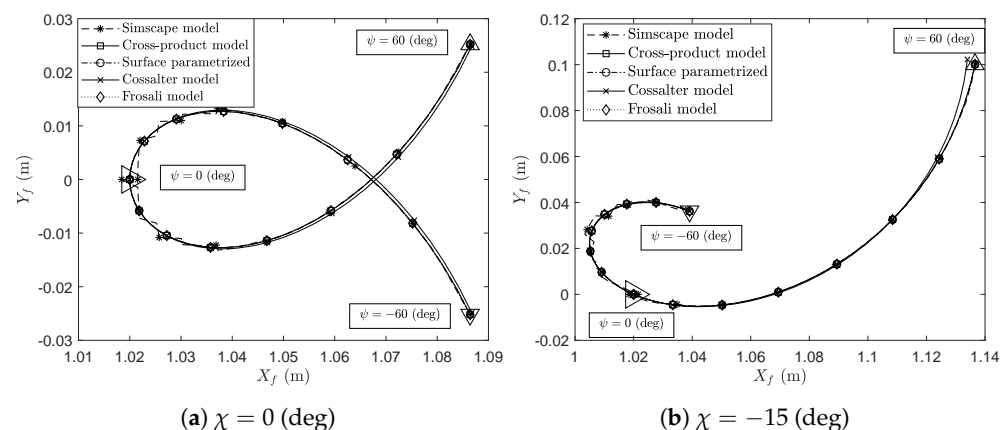 0.03
0.02
0.01
0
-0.01
-0.02
-0.03
Y_f (m)
1.01 1.02 1.03 1.04 1.05 1.06 1.07 1.08 1.09
X_f (m)
Simscape model
Cross-product model
Surface parametrized
Cossalter model
Frosali model
ψ = 60 (deg)
ψ = 0 (deg)
ψ = −60 (deg)
(a) χ = 0 (deg)
0.12
0.1
0.08
0.06
0.04
0.02
0
-0.02
Y_f (m)
1 1.02 1.04 1.06 1.08 1.1 1.12 1.14
X_f (m)
Simscape model
Cross-product model
Surface parametrized
Cossalter model
Frosali model
ψ = 60 (deg)
ψ = −60 (deg)
ψ = 0 (deg)
(b) χ = −15 (deg)